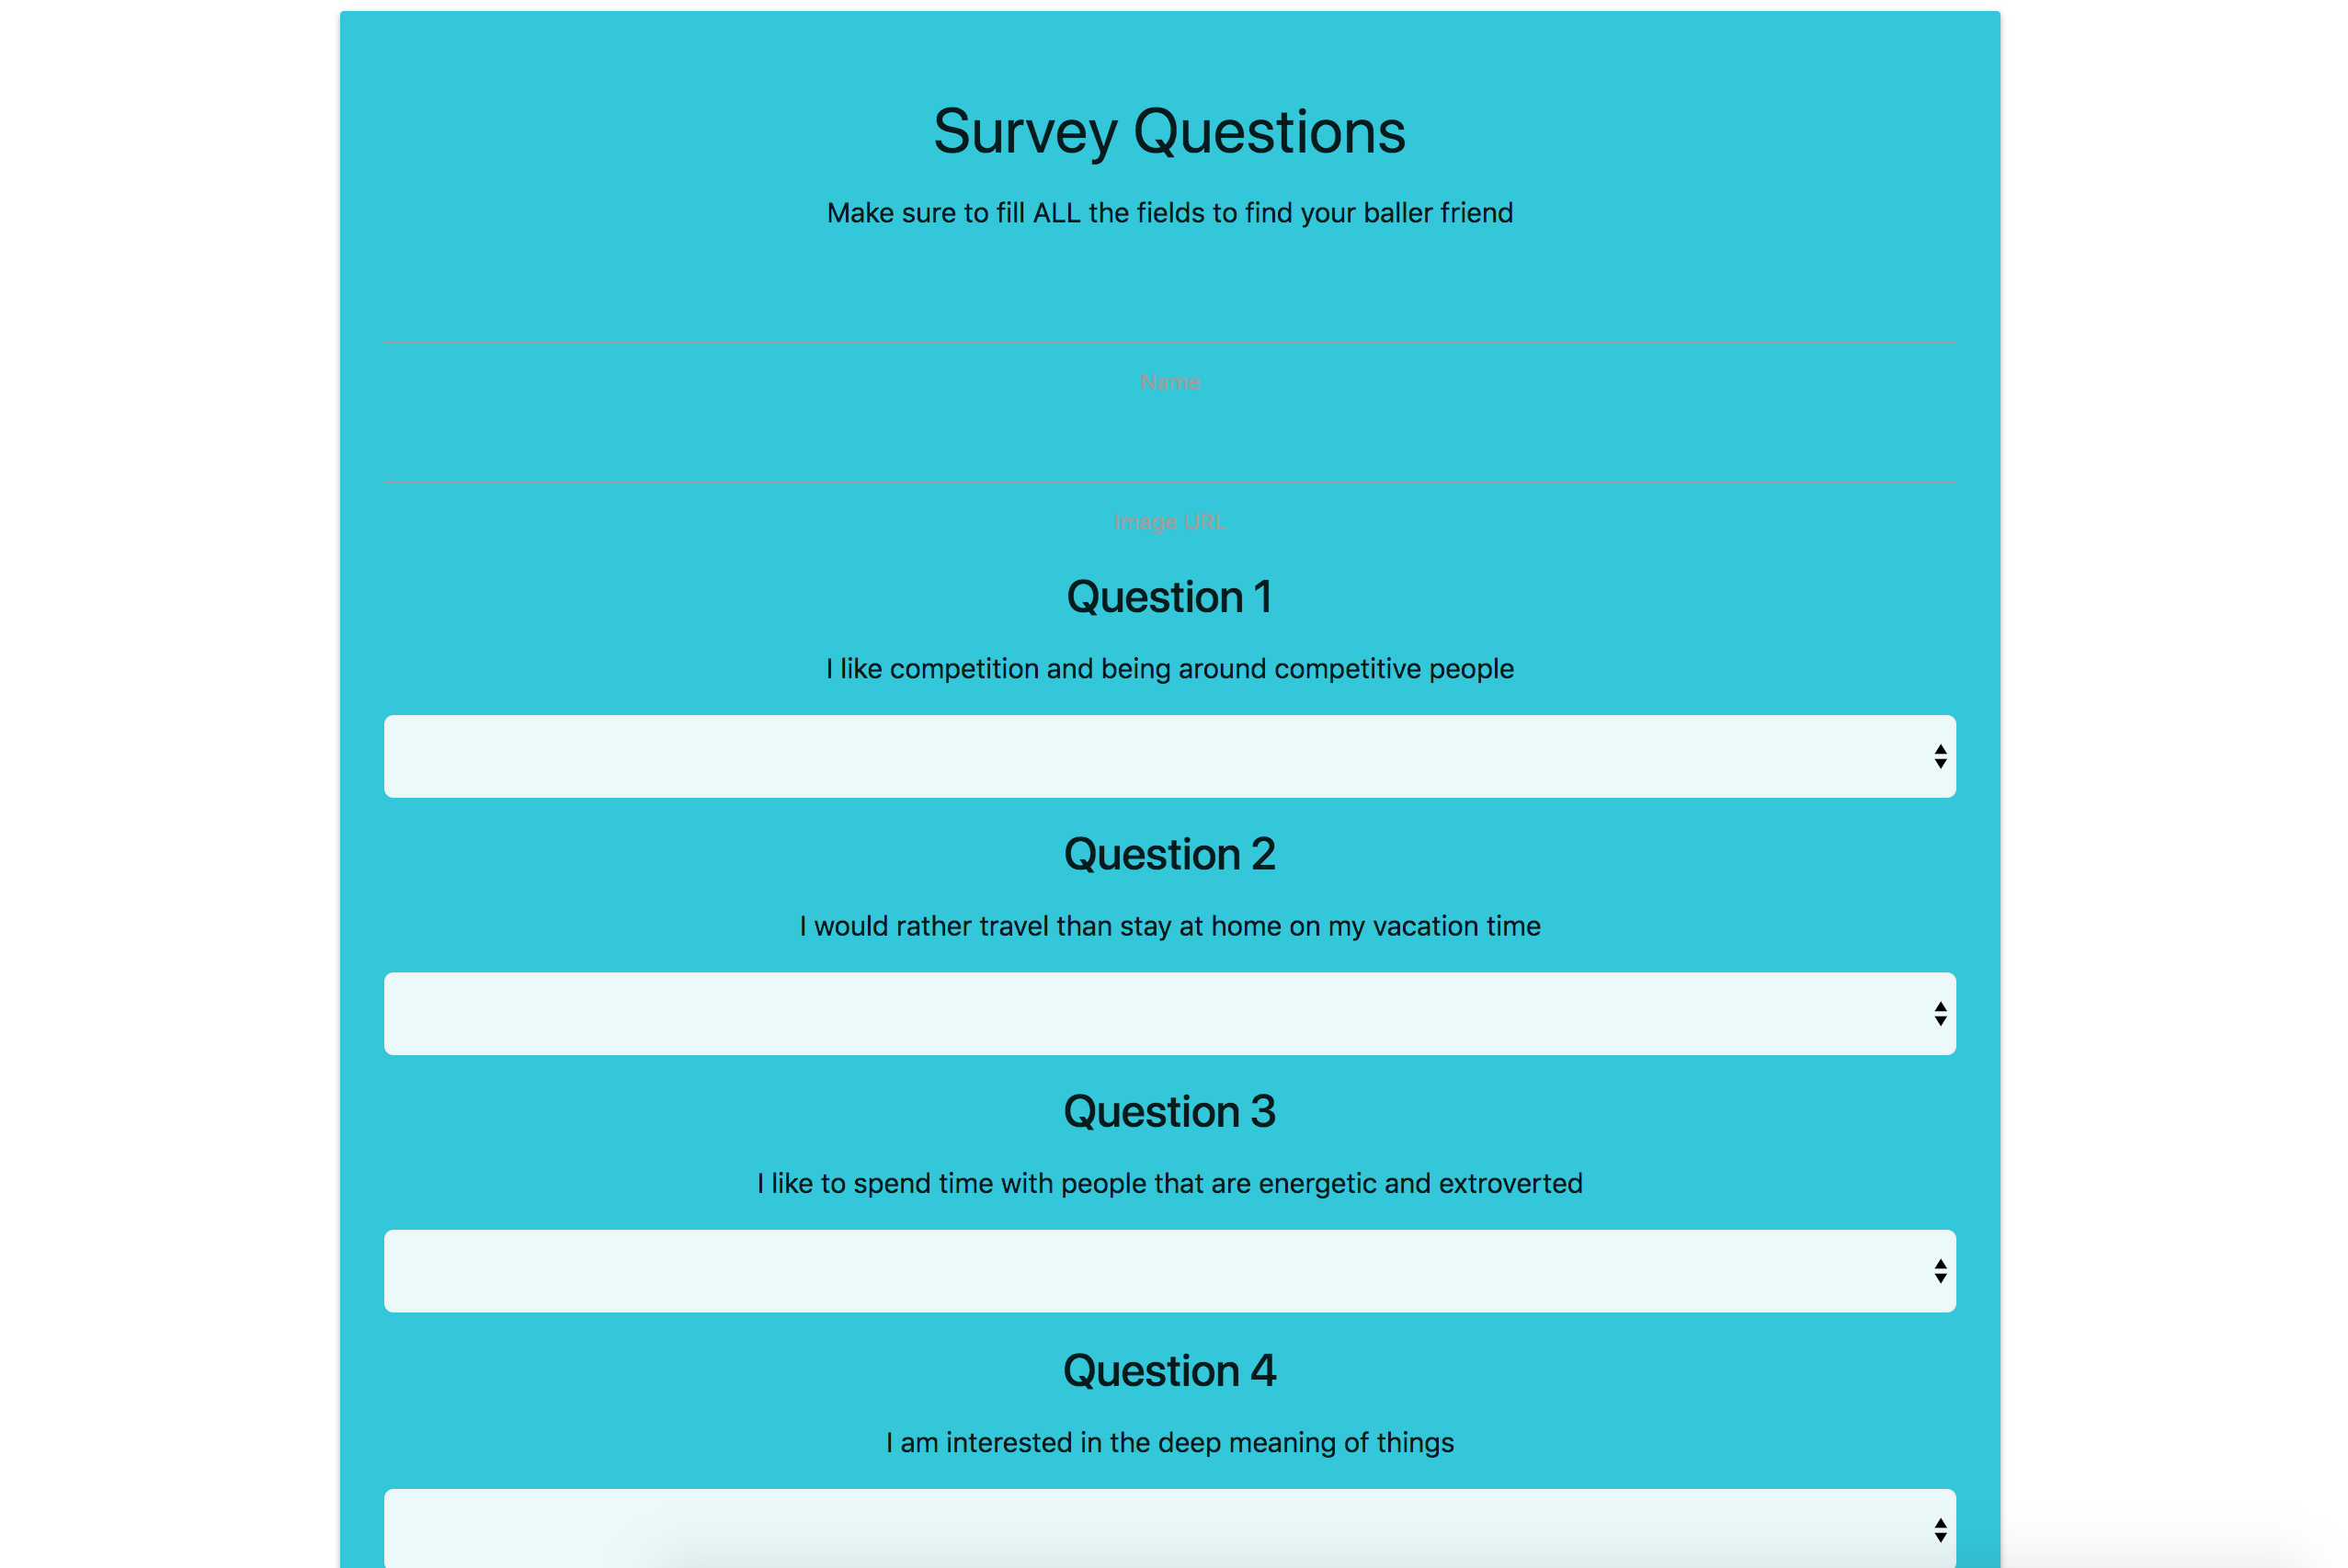 Survey Questions
Make sure to fill ALL the fields to find your baller friend
Name
Image URL
Question 1
I like competition and being around competitive people
Question 2
I would rather travel than stay at home on my vacation time
Question 3
I like to spend time with people that are energetic and extroverted
Question 4
I am interested in the deep meaning of things